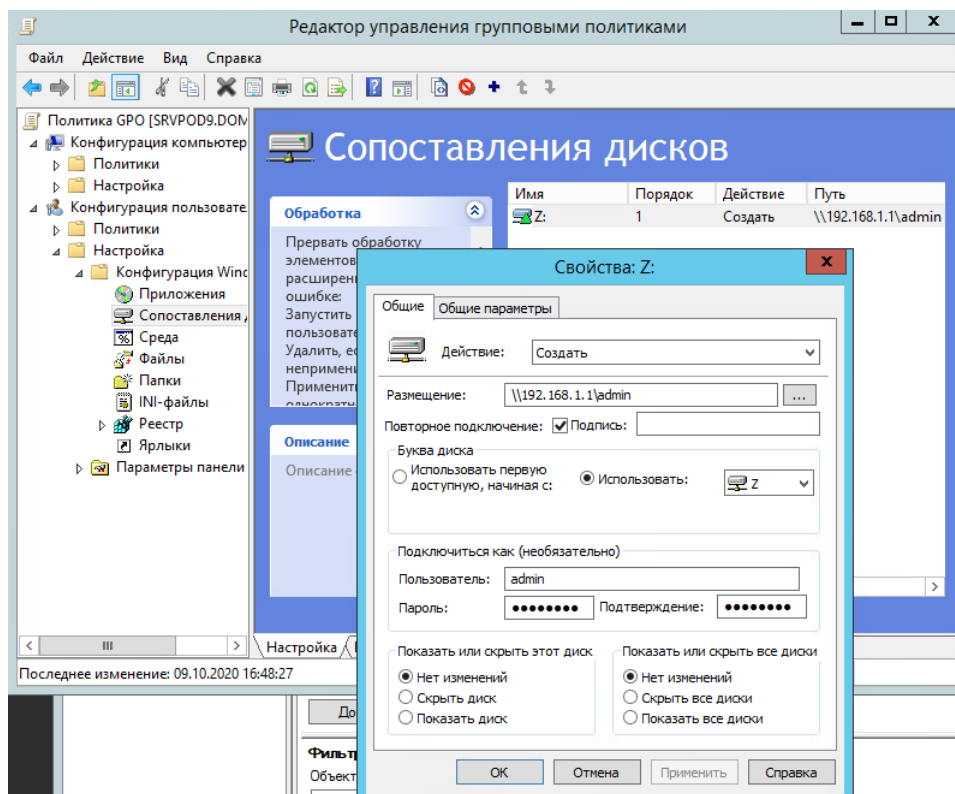 Редактор управления групповыми политиками
Файл Действие Вид Справка
Политика GPO [SRVPOD9.DOM
Конфигурация компьютер
Политики
Настройка
Конфигурация пользовате
Политики
Настройка
Конфигурация Winc
Приложения
Сопоставления
Среда
Файлы
Папки
INI-файлы
Реестр
Ярлыки
Параметры панели
Сопоставления дисков
Обработка
Прервать обработку
элементов
расширен
ошибке:
Запустить
пользовате
Удалить, ес
неприменим
Применит
однократн
Описание
Описание
Имя Порядок Действие Путь
Z: 1 Создать \\192.168.1.1\admin
Настройка
Последнее изменение: 09.10.2020 16:48:27
Свойства: Z:
Общие Общие параметры
Действие: Создать
Размещение: \\192.168.1.1\admin ...
Повторное подключение: Подпись:
Буква диска
Использовать первую
доступную, начиная с:
Использовать: Z
Подключиться как (необязательно)
Пользователь: admin
Пароль: ●●●●●●●● Подтверждение: ●●●●●●●●
Показать или скрыть этот диск
Нет изменений
Скрыть диск
Показать диск
Показать или скрыть все диски
Нет изменений
Скрыть все диски
Показать все диски
OK Отмена Применить Справка
До
Фильт
Объект